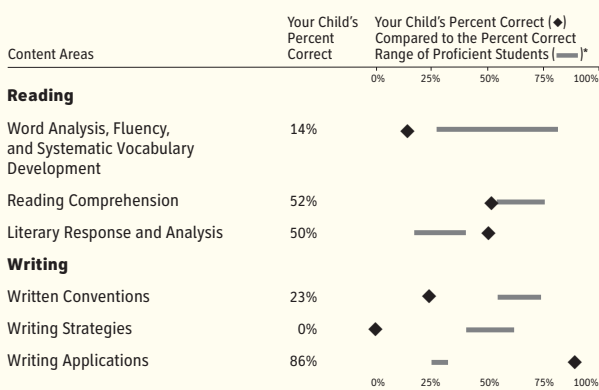 Your Child's Your Child's Percent Correct (◆)
Percent Compared to the Percent Correct
Content Areas Correct Range of Proficient Students (▬)*
0% 25% 50% 75% 100%
Reading
Word Analysis, Fluency, 14%
and Systematic Vocabulary
Development
Reading Comprehension 52%
Literary Response and Analysis 50%
Writing
Written Conventions 23%
Writing Strategies 0%
Writing Applications 86%
0% 25% 50% 75% 100%